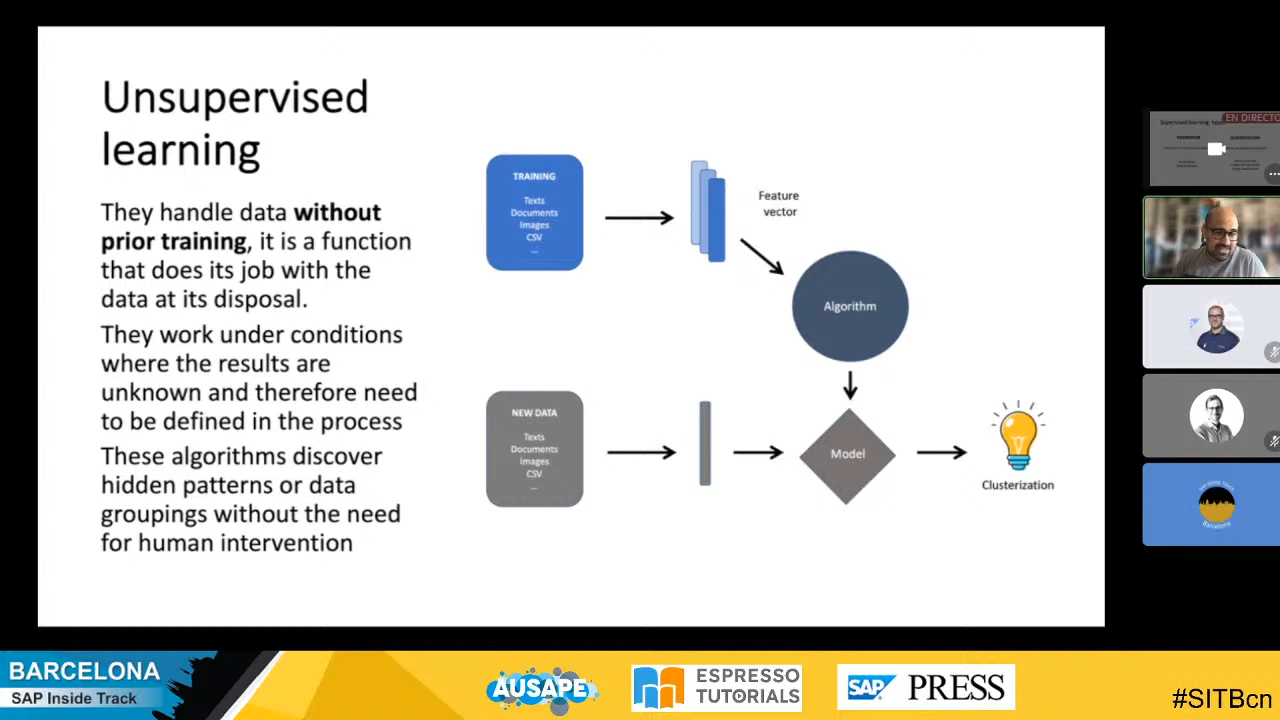 Unsupervised
learning
They handle data without
prior training, it is a function
that does its job with the
data at its disposal.
They work under conditions
where the results are
unknown and therefore need
to be defined in the process
These algorithms discover
hidden patterns or data
groupings without the need
for human intervention
TRAINING
Texts
Documents
Images
CSV
...
Feature
vector
Algorithm
NEW DATA
Texts
Documents
Images
CSV
...
Model
Clusterization
EN DIRECTO
Barcelona
BARCELONA
SAP Inside Track
AUSAPE
ESPRESSO
TUTORIALS
SAP PRESS
#SITBcn